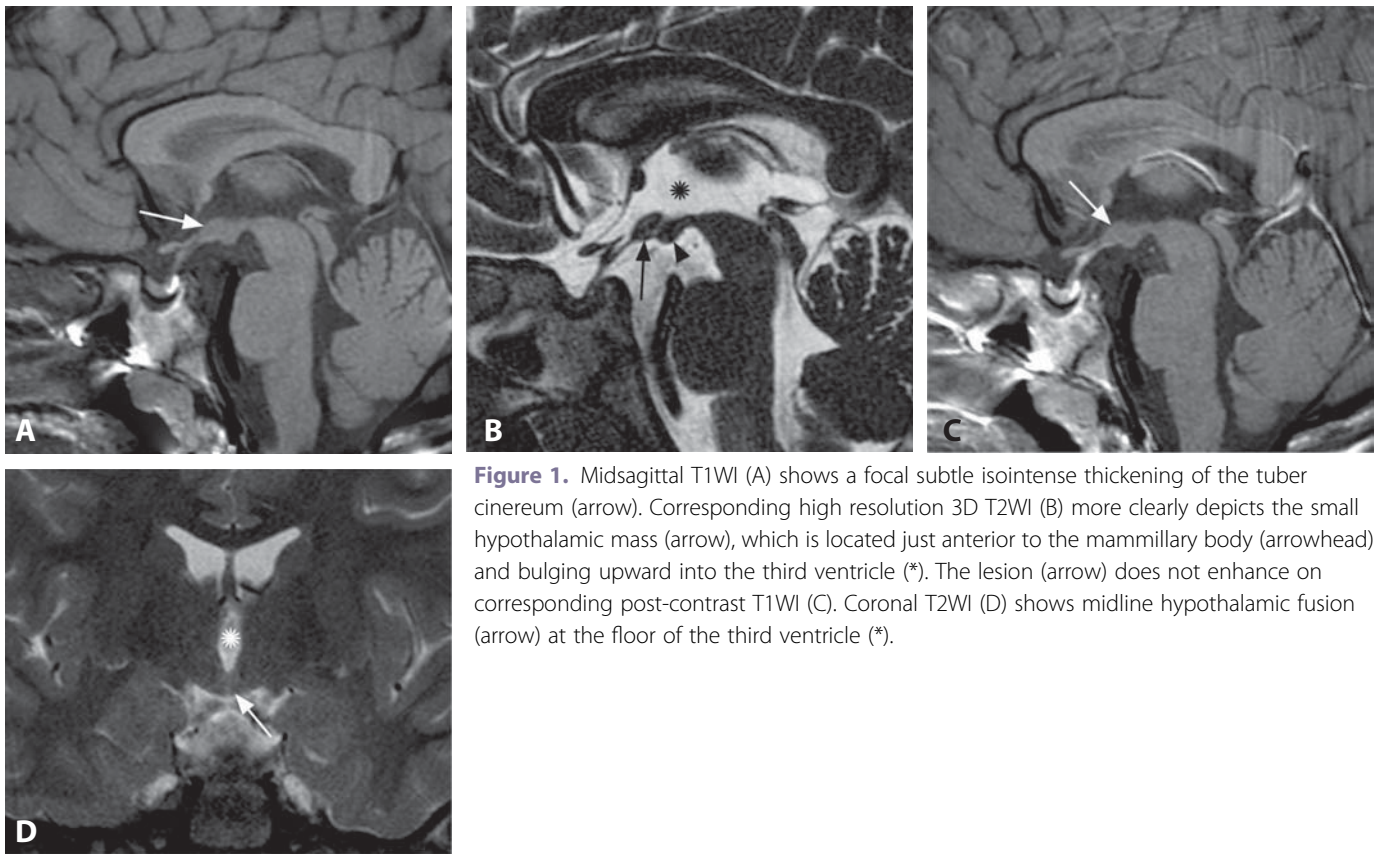 A
B
C
Figure 1. Midsagittal T1WI (A) shows a focal subtle isointense thickening of the tuber
cinereum (arrow). Corresponding high resolution 3D T2WI (B) more clearly depicts the small
hypothalamic mass (arrow), which is located just anterior to the mammillary body (arrowhead)
and bulging upward into the third ventricle (*). The lesion (arrow) does not enhance on
corresponding post-contrast T1WI (C). Coronal T2WI (D) shows midline hypothalamic fusion
(arrow) at the floor of the third ventricle (*).
D